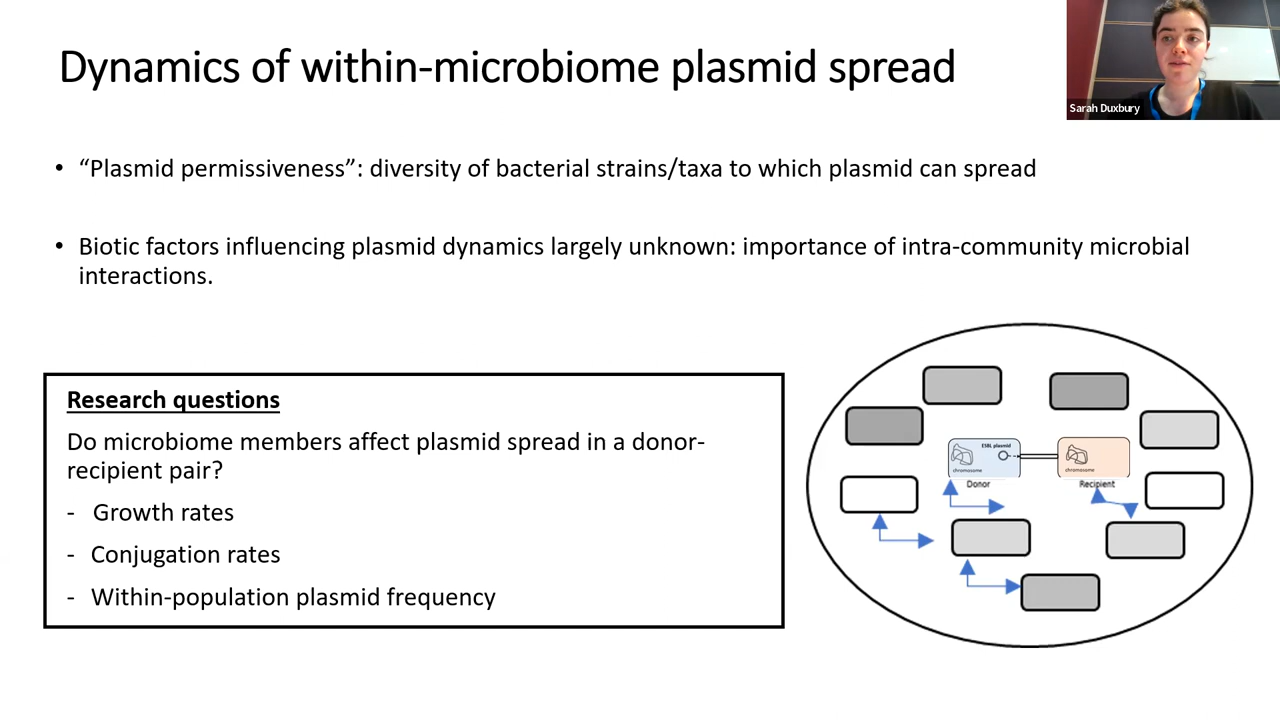 Dynamics of within-microbiome plasmid spread
Sarah Duxbury
• “Plasmid permissiveness”: diversity of bacterial strains/taxa to which plasmid can spread
• Biotic factors influencing plasmid dynamics largely unknown: importance of intra-community microbial
interactions.
Research questions
Do microbiome members affect plasmid spread in a donor-
recipient pair?
- Growth rates
- Conjugation rates
- Within-population plasmid frequency
ESBL plasmid
chromosome
chromosome
Donor
Recipient